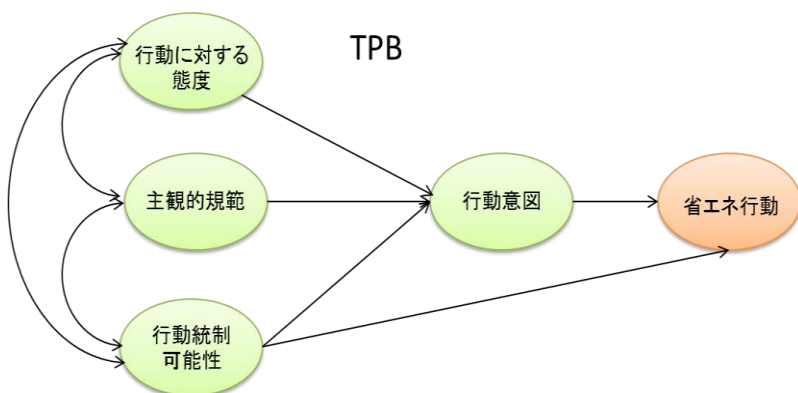 TPB
行動に対する
態度
主観的規範
行動意図
省エネ行動
行動統制
可能性